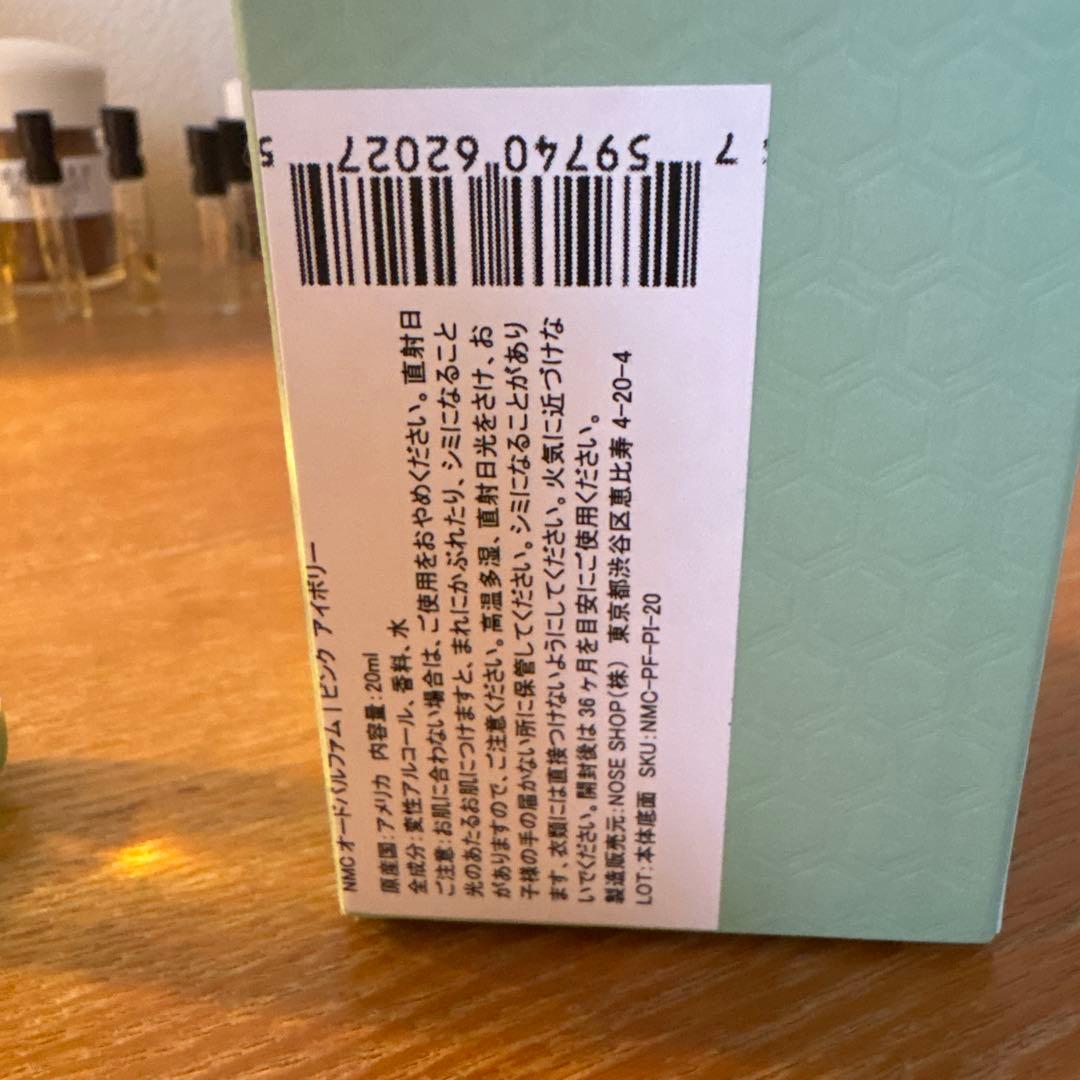 NMC オードパルファム | ピンク アイボリー
原産国:アメリカ 内容量:20ml
全成分:変性アルコール、香料、水
ご注意:お肌に合わない場合は、ご使用をおやめください。直射日
光のあたるお肌につけますと、まれにかぶれたり、シミになること
がありますので、ご注意ください。高温多湿、直射日光をさけ、お
子様の手の届かない所に保管してください。シミになることがあり
ます、衣類には直接つけないようにしてください。火気に近づけな
いでください。開封後は 36 ヶ月を目安にご使用ください。
製造販売元:NOSE SHOP(株) 東京都渋谷区恵比寿 4-20-4
LOT:本体底面 SKU:NMC-PF-PI-20
7 59740 62027 5